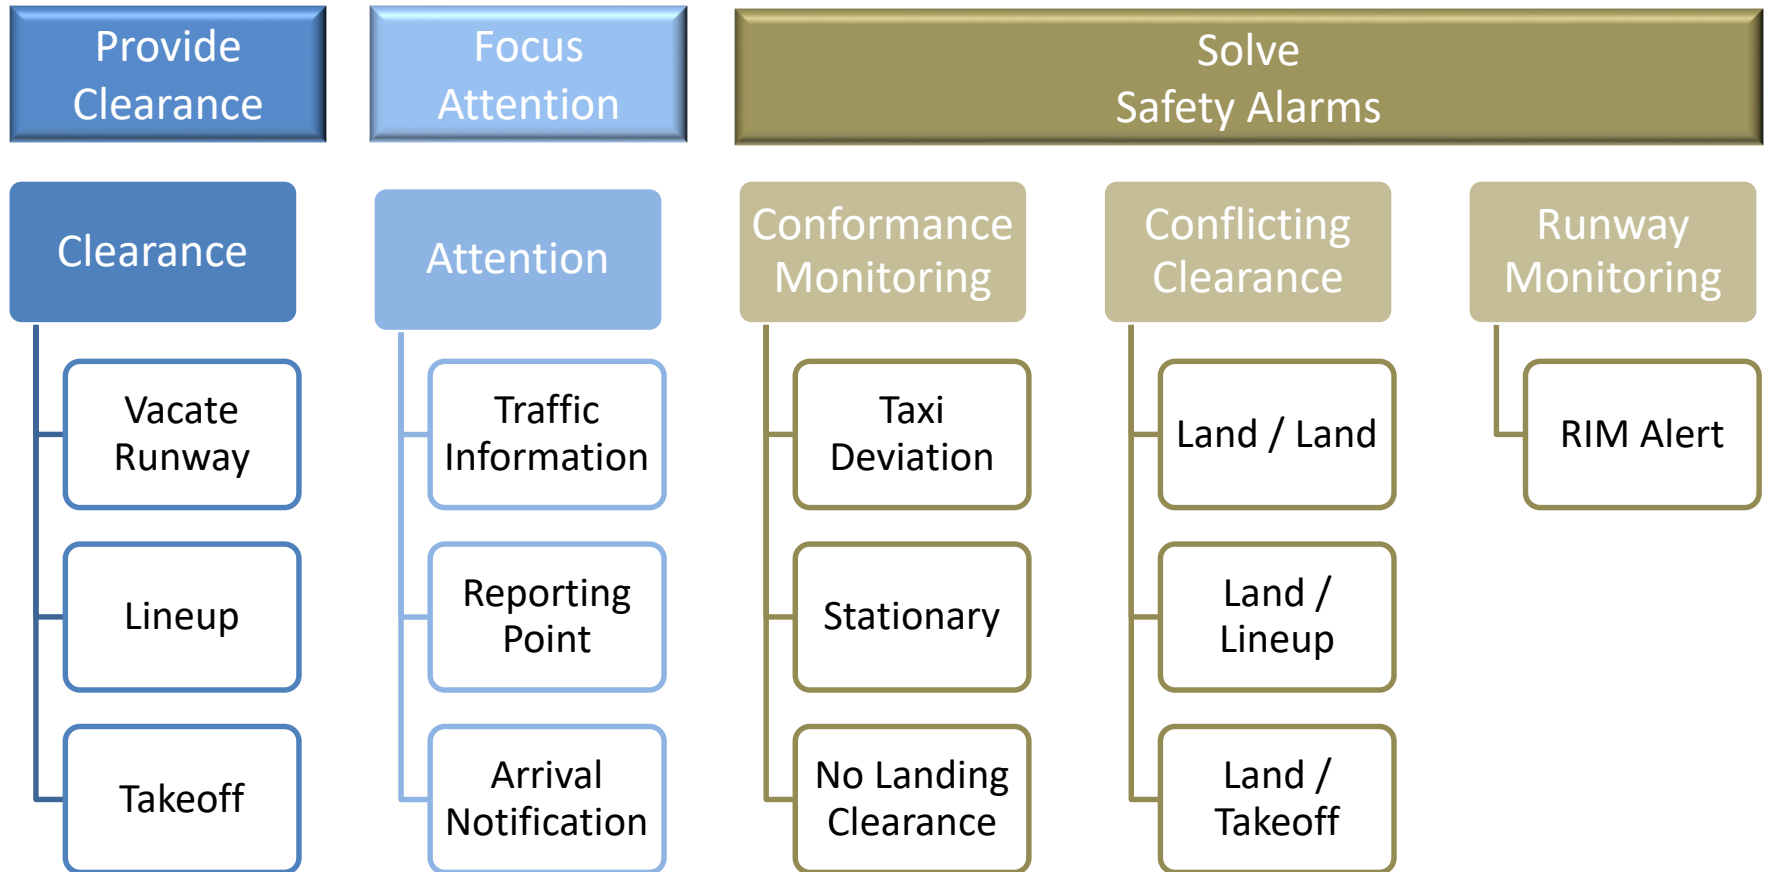 Provide
Clearance
Focus
Attention
Solve
Safety Alarms
Clearance
Vacate
Runway
Lineup
Takeoff
Attention
Traffic
Information
Reporting
Point
Arrival
Notification
Conformance
Monitoring
Taxi
Deviation
Stationary
No Landing
Clearance
Conflicting
Clearance
Land / Land
Land /
Lineup
Land /
Takeoff
Runway
Monitoring
RIM Alert